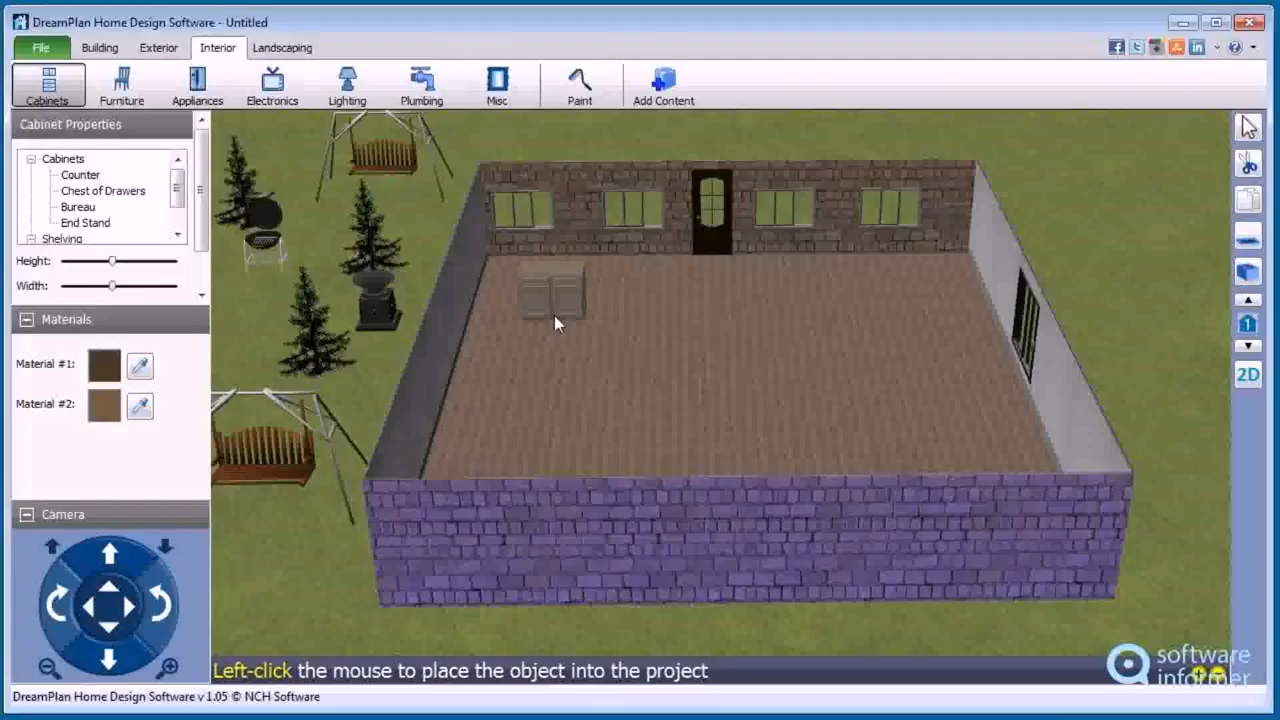 DreamPlan Home Design Software - Untitled
File Building Exterior Interior Landscaping
Cabinets Furniture Appliances Electronics Lighting Plumbing Misc Paint Add Content
Cabinet Properties
Cabinets
Counter
Chest of Drawers
Bureau
End Stand
Shelving
Height:
Width:
Materials
Material #1:
Material #2:
Camera
1
2D
Left-click the mouse to place the object into the project
software
informer
DreamPlan Home Design Software v 1.05 © NCH Software